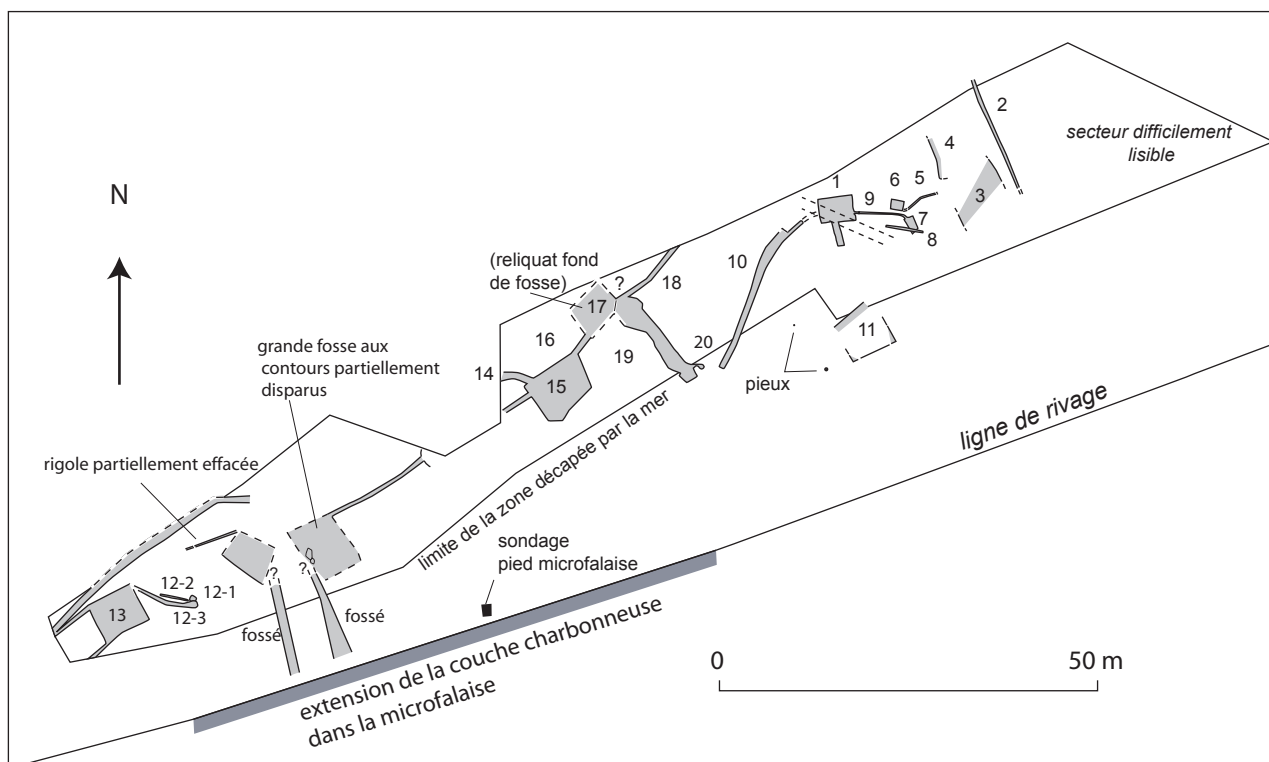 2
4
secteur difficilement
lisible
N
1
6
5
9
3
7
8
(reliquat fond
de fosse)
?
18
10
17
11
grande fosse aux
contours partiellement
disparus
16
19
20
14
15
pieux
ligne de rivage
rigole partiellement effacée
limite de la zone décapée par la mer
sondage
pied microfalaise
?
?
12-2
12-1
13
12-3
fossé
fossé
extension de la couche charbonneuse
dans la microfalaise
0
50 m